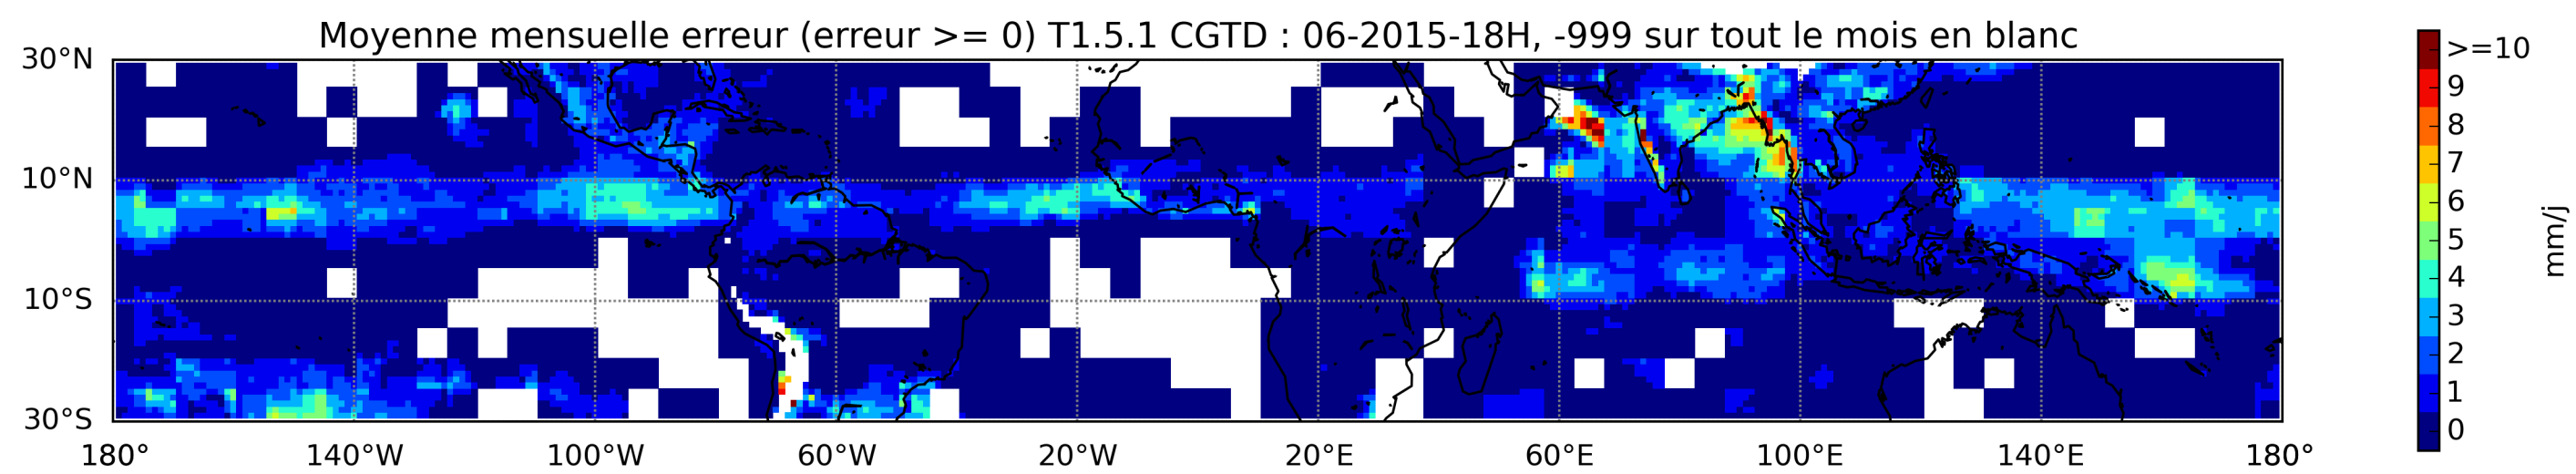 Moyenne mensuelle erreur (erreur >= 0) T1.5.1 CGTD : 06-2015-18H, -999 sur tout le mois en blanc
30°N
10°N
10°S
30°S
180° 140°W 100°W 60°W 20°W 20°E 60°E 100°E 140°E 180°
>=10
9
8
7
6
5
4
3
2
1
0
mm/j